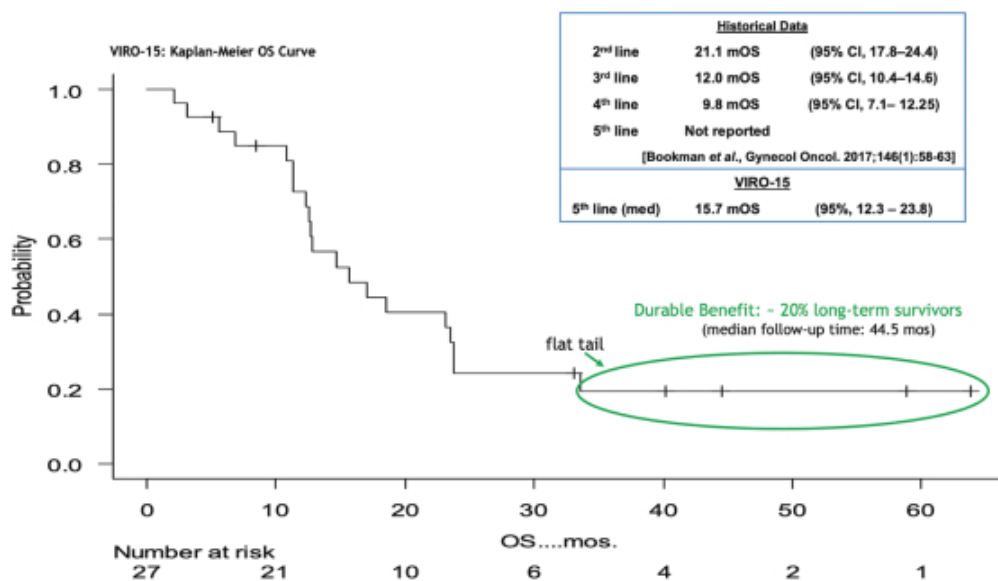 Historical Data
2nd line 21.1 mOS (95% CI, 17.8–24.4)
3rd line 12.0 mOS (95% CI, 10.4–14.6)
4th line 9.8 mOS (95% CI, 7.1– 12.25)
5th line Not reported
[Bookman et al., Gynecol Oncol. 2017;146(1):58-63]
VIRO-15
5th line (med) 15.7 mOS (95%, 12.3 – 23.8)
VIRO-15: Kaplan-Meier OS Curve
Probability
1.0
0.8
0.6
0.4
0.2
0.0
Durable Benefit: ~ 20% long-term survivors
(median follow-up time: 44.5 mos)
flat tail
0 10 20 30 40 50 60
OS....mos.
Number at risk
27 21 10 6 4 2 1